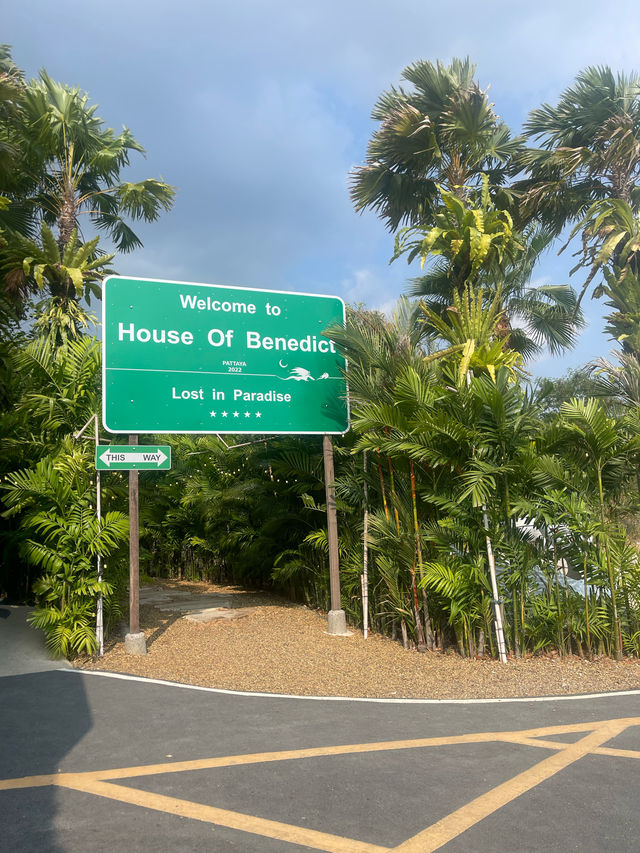 Welcome to
House Of Benedict
PATTAYA
2022
Lost in Paradise
THIS WAY